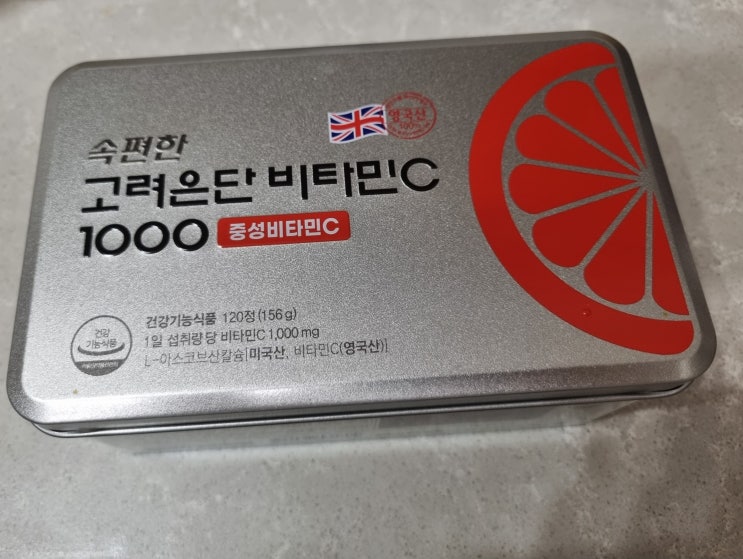 영국산
속편한
고려은단 비타민C
1000 중성비타민C
건강기능식품 120정(156g)
1일 섭취량당 비타민C 1,000mg
L-아스코브산칼슘[미국산, 비타민C(영국산)]
건강
기능식품